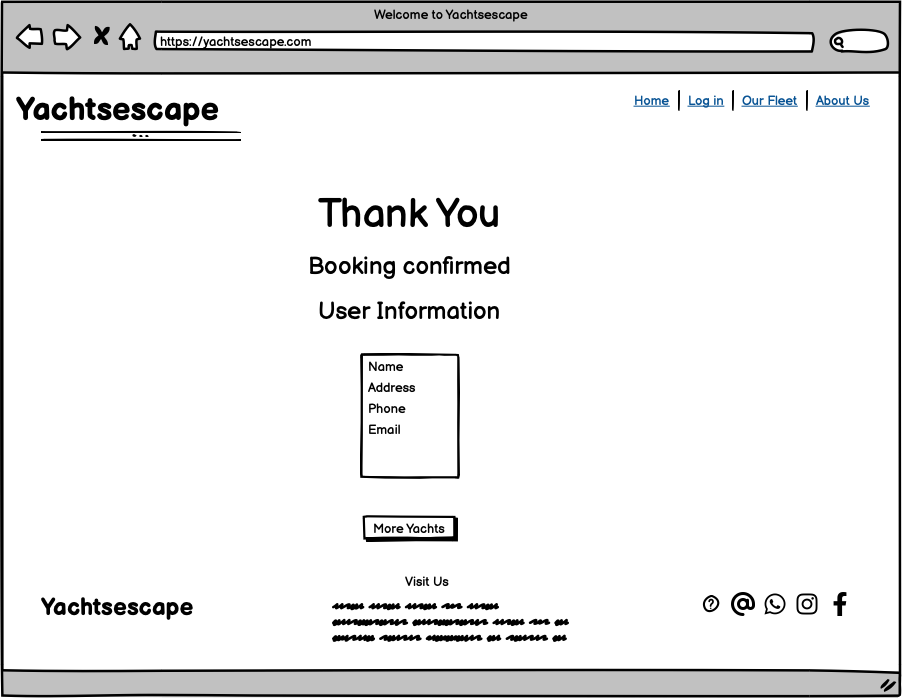 Welcome to Yachtsescape
https://yachtsescape.com
Yachtsescape
Home
Log in
Our Fleet
About Us
Thank You
Booking confirmed
User Information
Name
Address
Phone
Email
More Yachts
Visit Us
Yachtsescape